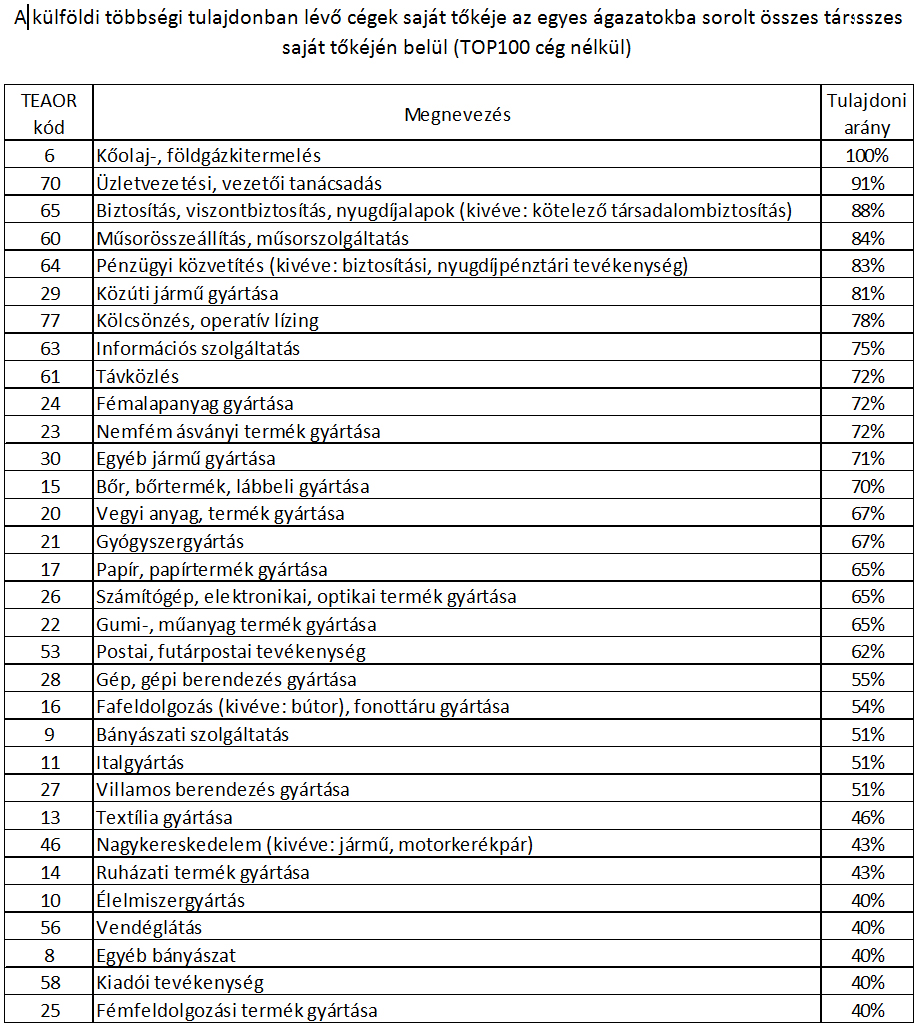 A külföldi többségi tulajdonban lévő cégek saját tőkéje az egyes ágazatokba sorolt összes társsszes
saját tőkéjén belül (TOP100 cég nélkül)
TEAOR kód Megnevezés Tulajdoni arány
6 Kőolaj-, földgázkitermelés 100%
70 Üzletvezetési, vezetői tanácsadás 91%
65 Biztosítás, viszontbiztosítás, nyugdíjalapok (kivéve: kötelező társadalombiztosítás) 88%
60 Műsorösszeállítás, műsorszolgáltatás 84%
64 Pénzügyi közvetítés (kivéve: biztosítási, nyugdíjpénztári tevékenység) 83%
29 Közúti jármű gyártása 81%
77 Kölcsönzés, operatív lízing 78%
63 Információs szolgáltatás 75%
61 Távközlés 72%
24 Fémalapanyag gyártása 72%
23 Nemfém ásványi termék gyártása 72%
30 Egyéb jármű gyártása 71%
15 Bőr, bőrtermék, lábbeli gyártása 70%
20 Vegyi anyag, termék gyártása 67%
21 Gyógyszergyártás 67%
17 Papír, papírtermék gyártása 65%
26 Számítógép, elektronikai, optikai termék gyártása 65%
22 Gumi-, műanyag termék gyártása 65%
53 Postai, futárpostai tevékenység 62%
28 Gép, gépi berendezés gyártása 55%
16 Fafeldolgozás (kivéve: bútor), fonottáru gyártása 54%
9 Bányászati szolgáltatás 51%
11 Italgyártás 51%
27 Villamos berendezés gyártása 51%
13 Textília gyártása 46%
46 Nagykereskedelem (kivéve: jármű, motorkerékpár) 43%
14 Ruházati termék gyártása 43%
10 Élelmiszergyártás 40%
56 Vendéglátás 40%
8 Egyéb bányászat 40%
58 Kiadói tevékenység 40%
25 Fémfeldolgozási termék gyártása 40%